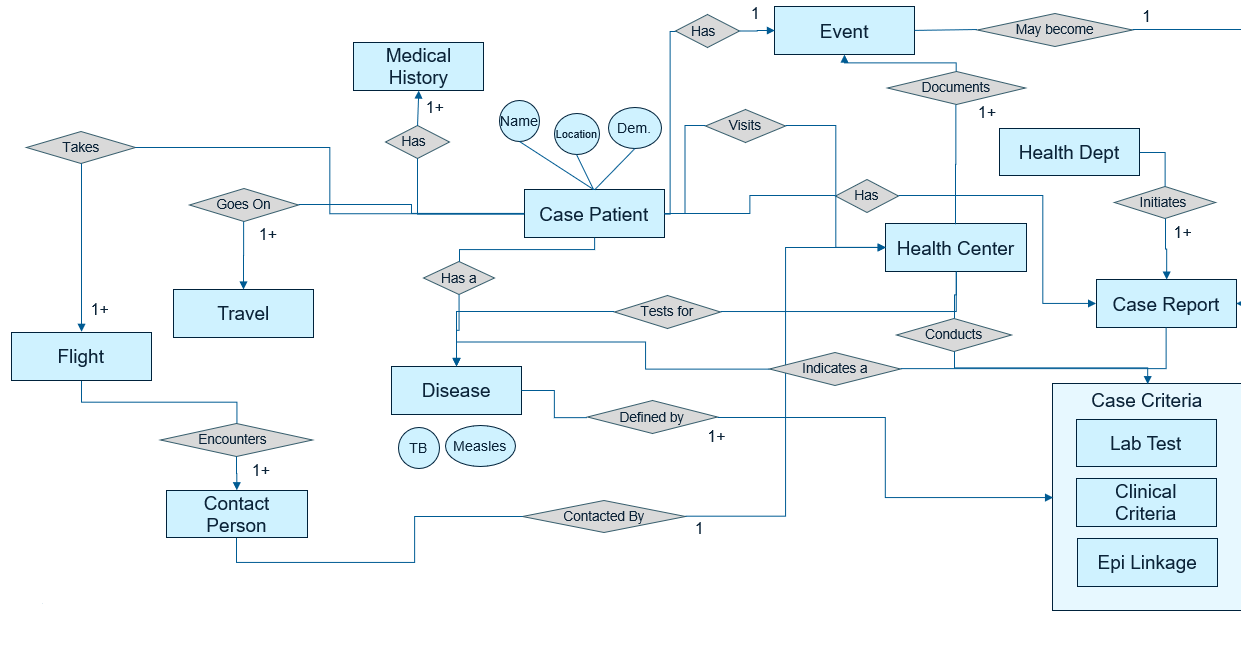 1
1
Has
Event
May become
Medical
History
Documents
1+
1+
Name
Location
Dem.
Visits
Takes
Has
Health Dept
Has
Goes On
Initiates
Case Patient
1+
1+
Health Center
Has a
Case Report
1+
Tests for
Travel
Conducts
Flight
Indicates a
Disease
Case Criteria
Defined by
1+
Encounters
TB
Measles
Lab Test
1+
Contact
Person
Clinical
Criteria
Contacted By
1
Epi Linkage